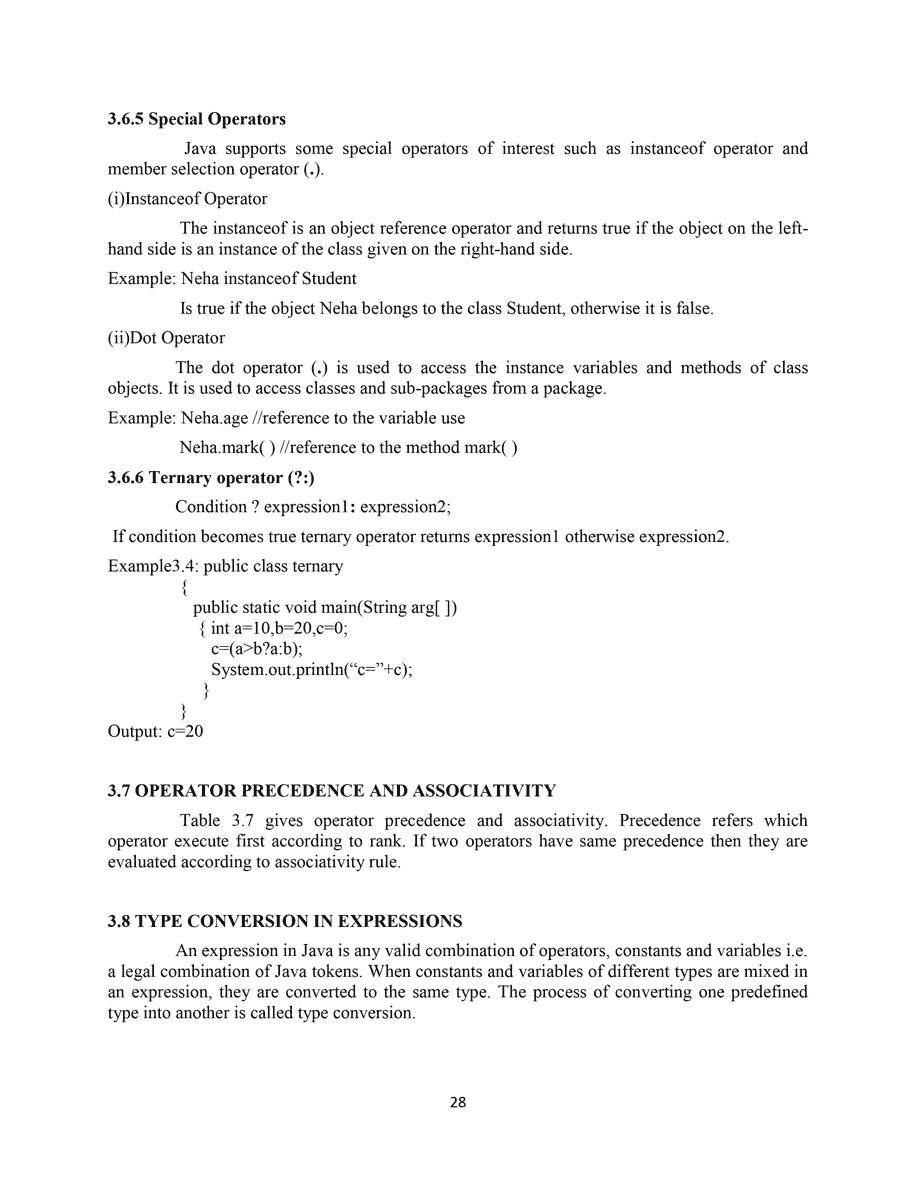 3.6.5 Special Operators
Java supports some special operators of interest such as instanceof operator and
member selection operator (.).
(i)Instanceof Operator
The instanceof is an object reference operator and returns true if the object on the left-
hand side is an instance of the class given on the right-hand side.
Example: Neha instanceof Student
Is true if the object Neha belongs to the class Student, otherwise it is false.
(ii)Dot Operator
The dot operator (.) is used to access the instance variables and methods of class
objects. It is used to access classes and sub-packages from a package.
Example: Neha.age //reference to the variable use
Neha.mark( ) //reference to the method mark( )
3.6.6 Ternary operator (?:)
Condition ? expression1: expression2;
If condition becomes true ternary operator returns expression1 otherwise expression2.
Example3.4: public class ternary
{
public static void main(String arg[ ])
{ int a=10,b=20,c=0;
c=(a>b?a:b);
System.out.println(“c=”+c);
}
}
Output: c=20
3.7 OPERATOR PRECEDENCE AND ASSOCIATIVITY
Table 3.7 gives operator precedence and associativity. Precedence refers which
operator execute first according to rank. If two operators have same precedence then they are
evaluated according to associativity rule.
3.8 TYPE CONVERSION IN EXPRESSIONS
An expression in Java is any valid combination of operators, constants and variables i.e.
a legal combination of Java tokens. When constants and variables of different types are mixed in
an expression, they are converted to the same type. The process of converting one predefined
type into another is called type conversion.
28